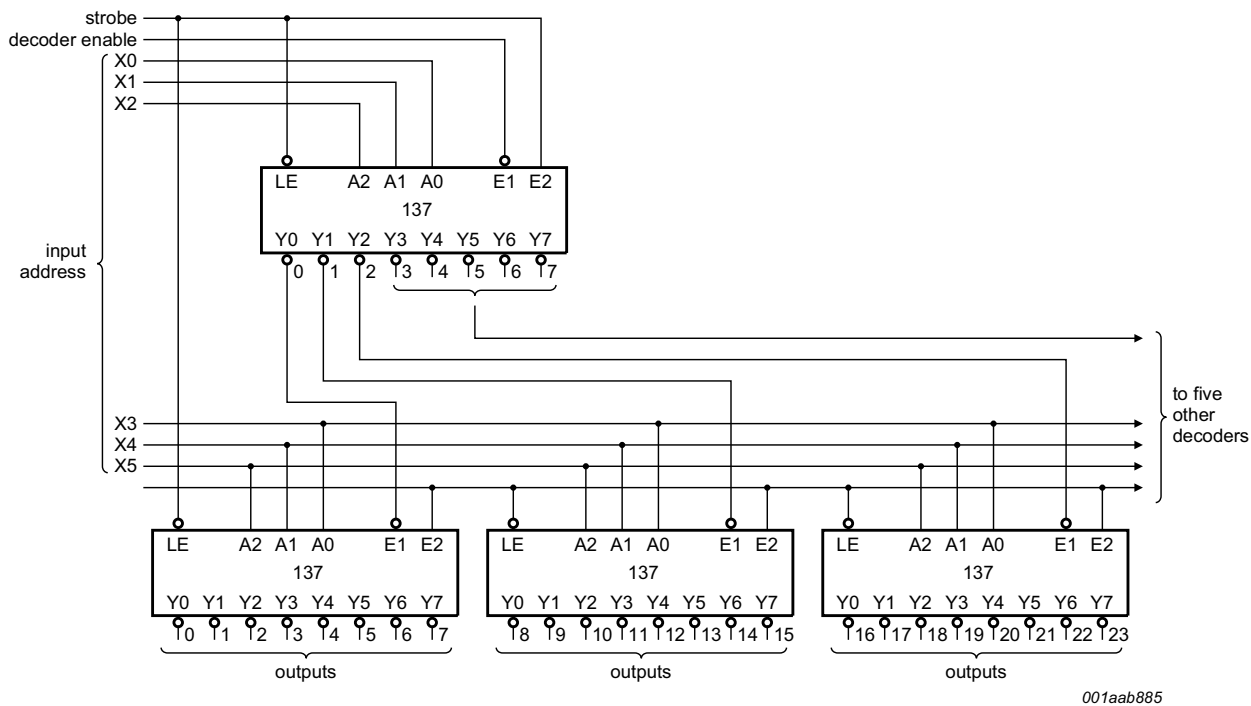 strobe
decoder enable
X0
X1
X2
LE A2 A1 A0 E1 E2
137
Y0 Y1 Y2 Y3 Y4 Y5 Y6 Y7
0 1 2 3 4 5 6 7
input
address
to five
other
decoders
X3
X4
X5
LE A2 A1 A0 E1 E2
137
Y0 Y1 Y2 Y3 Y4 Y5 Y6 Y7
0 1 2 3 4 5 6 7
outputs
LE A2 A1 A0 E1 E2
137
Y0 Y1 Y2 Y3 Y4 Y5 Y6 Y7
8 9 10 11 12 13 14 15
outputs
LE A2 A1 A0 E1 E2
137
Y0 Y1 Y2 Y3 Y4 Y5 Y6 Y7
16 17 18 19 20 21 22 23
outputs
001aab885